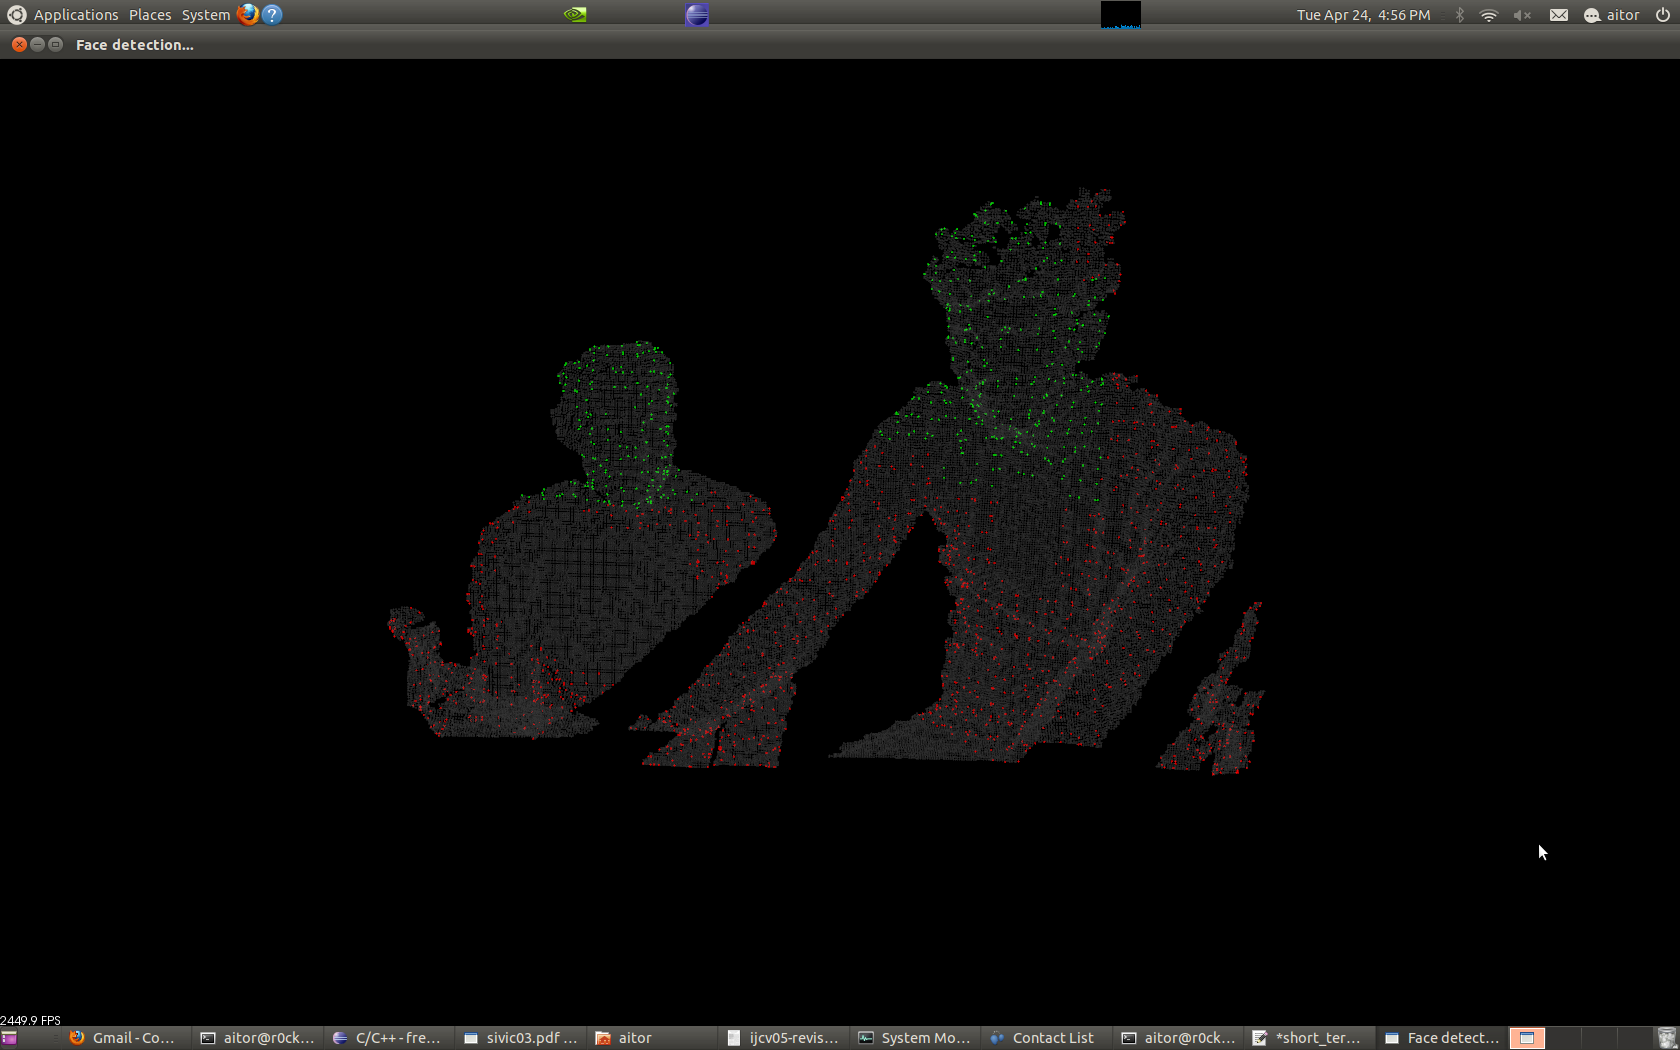 Applications Places System ? Tue Apr 24, 4:56 PM aitor
Face detection...
2449.9 FPS
Gmail - Co... aitor@r0ck... C/C++ - fre... sivic03.pdf ... aitor ijcv05-revis... System Mo... Contact List aitor@r0ck... *short_ter... Face detect...